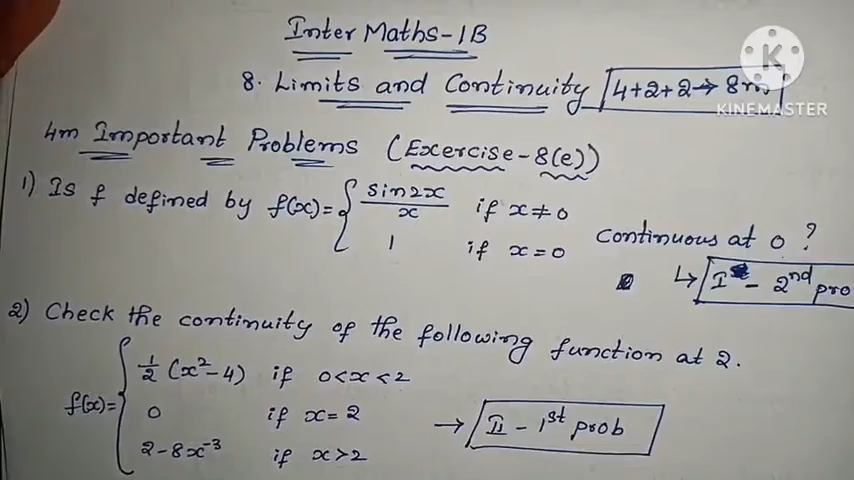 Inter Maths-1B
8. Limits and Continuity 4+2+2→8m
KINEMASTER
4m Important Problems (Exercise-8(e))
1) Is f defined by f(x)= { sin2x/x if x≠0
1 if x=0
Continuous at 0 ?
↳ I - 2nd pro
2) Check the continuity of the following function at 2.
f(x)= { 1/2 (x²-4) if 0<x<2
0 if x=2
2-8x⁻³ if x>2
→ II - 1st prob